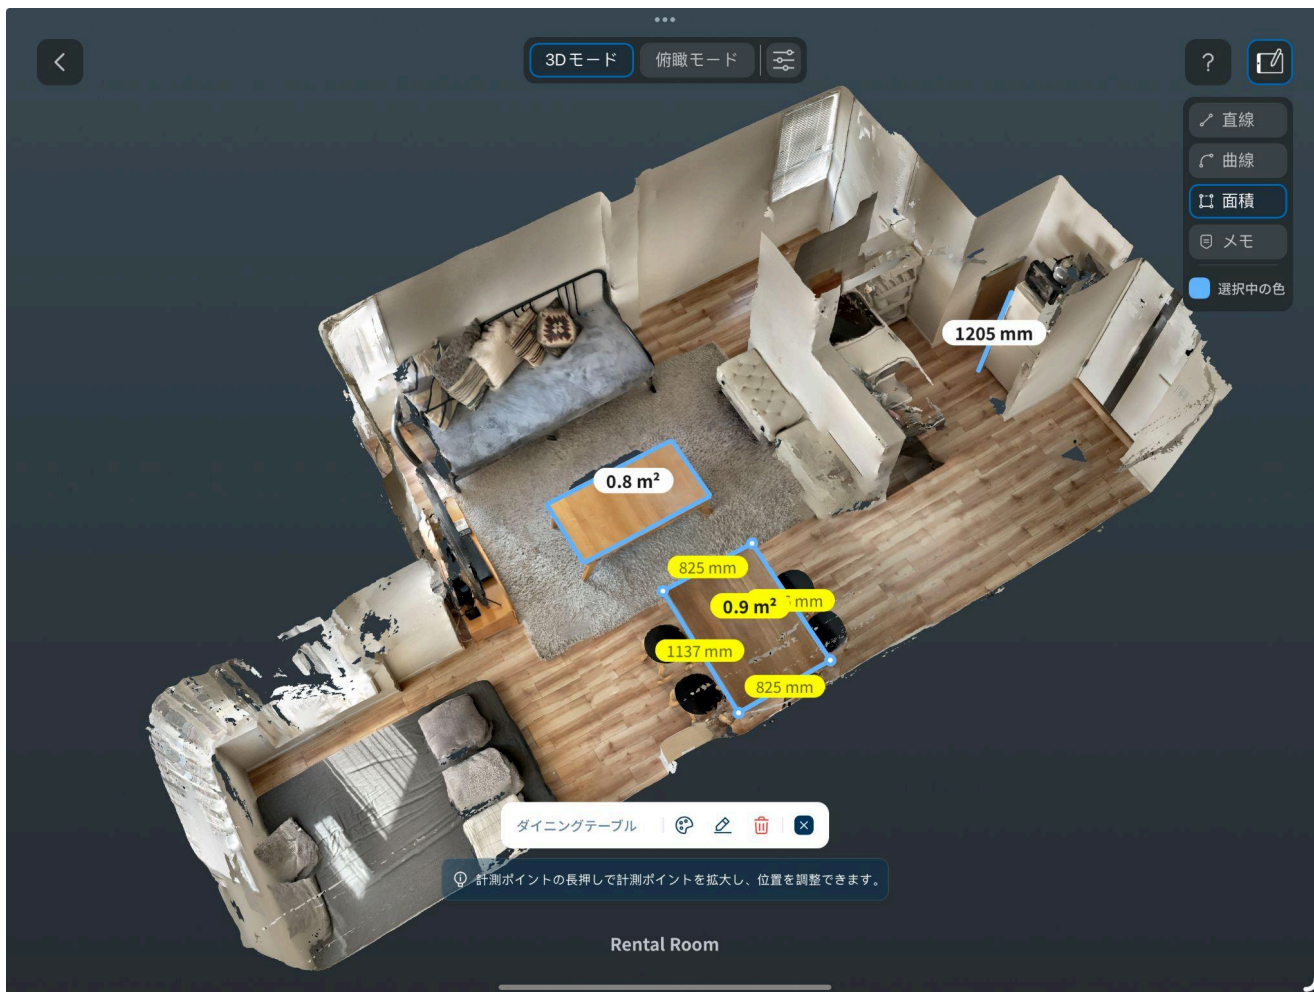 3Dモード
俯瞰モード
?
直線
曲線
面積
メモ
選択中の色
1205 mm
0.8 m²
825 mm
0.9 m²
mm
1137 mm
825 mm
ダイニングテーブル
計測ポイントの長押しで計測ポイントを拡大し、位置を調整できます。
Rental Room